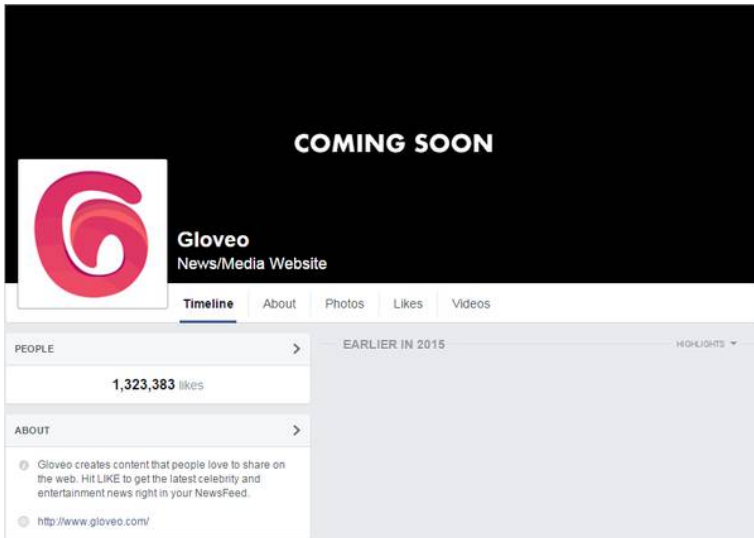 COMING SOON
Gloveo
News/Media Website
Timeline About Photos Likes Videos
PEOPLE
1,323,383 likes
ABOUT
Gloveo creates content that people love to share on
the web. Hit LIKE to get the latest celebrity and
entertainment news right in your NewsFeed.
http://www.gloveo.com/
EARLIER IN 2015
HIGHLIGHTS